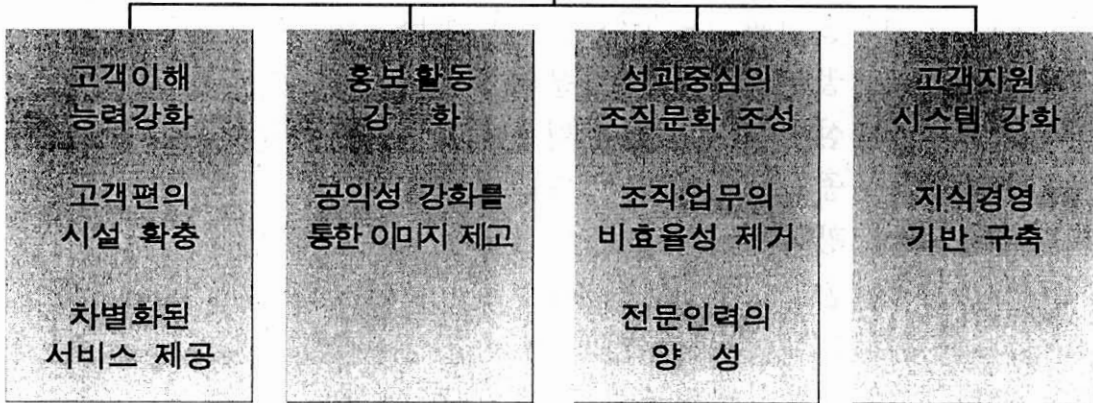 고객이해
능력강화
고객편의
시설 확충
차별화된
서비스 제공
홍보활동
강 화
공익성 강화를
통한 이미지 제고
성과중심의
조직문화 조성
조직·업무의
비효율성 제거
전문인력의
양 성
고객지원
시스템 강화
지식경영
기반 구축